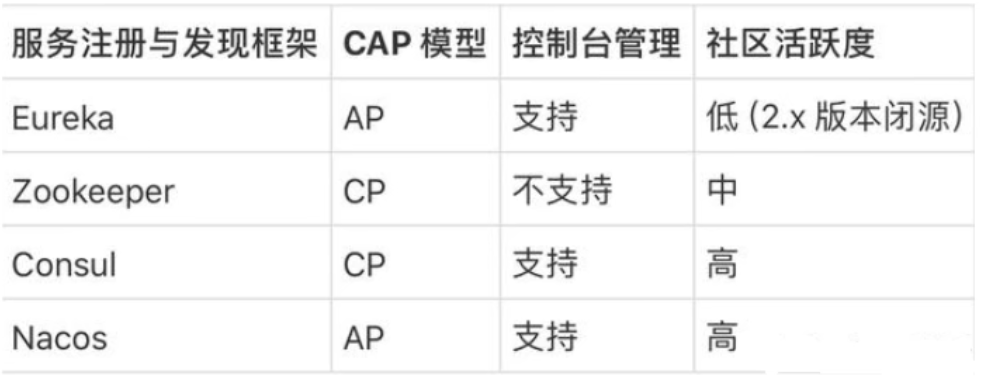 服务注册与发现框架 CAP 模型 控制台管理 社区活跃度
Eureka AP 支持 低 (2.x 版本闭源)
Zookeeper CP 不支持 中
Consul CP 支持 高
Nacos AP 支持 高